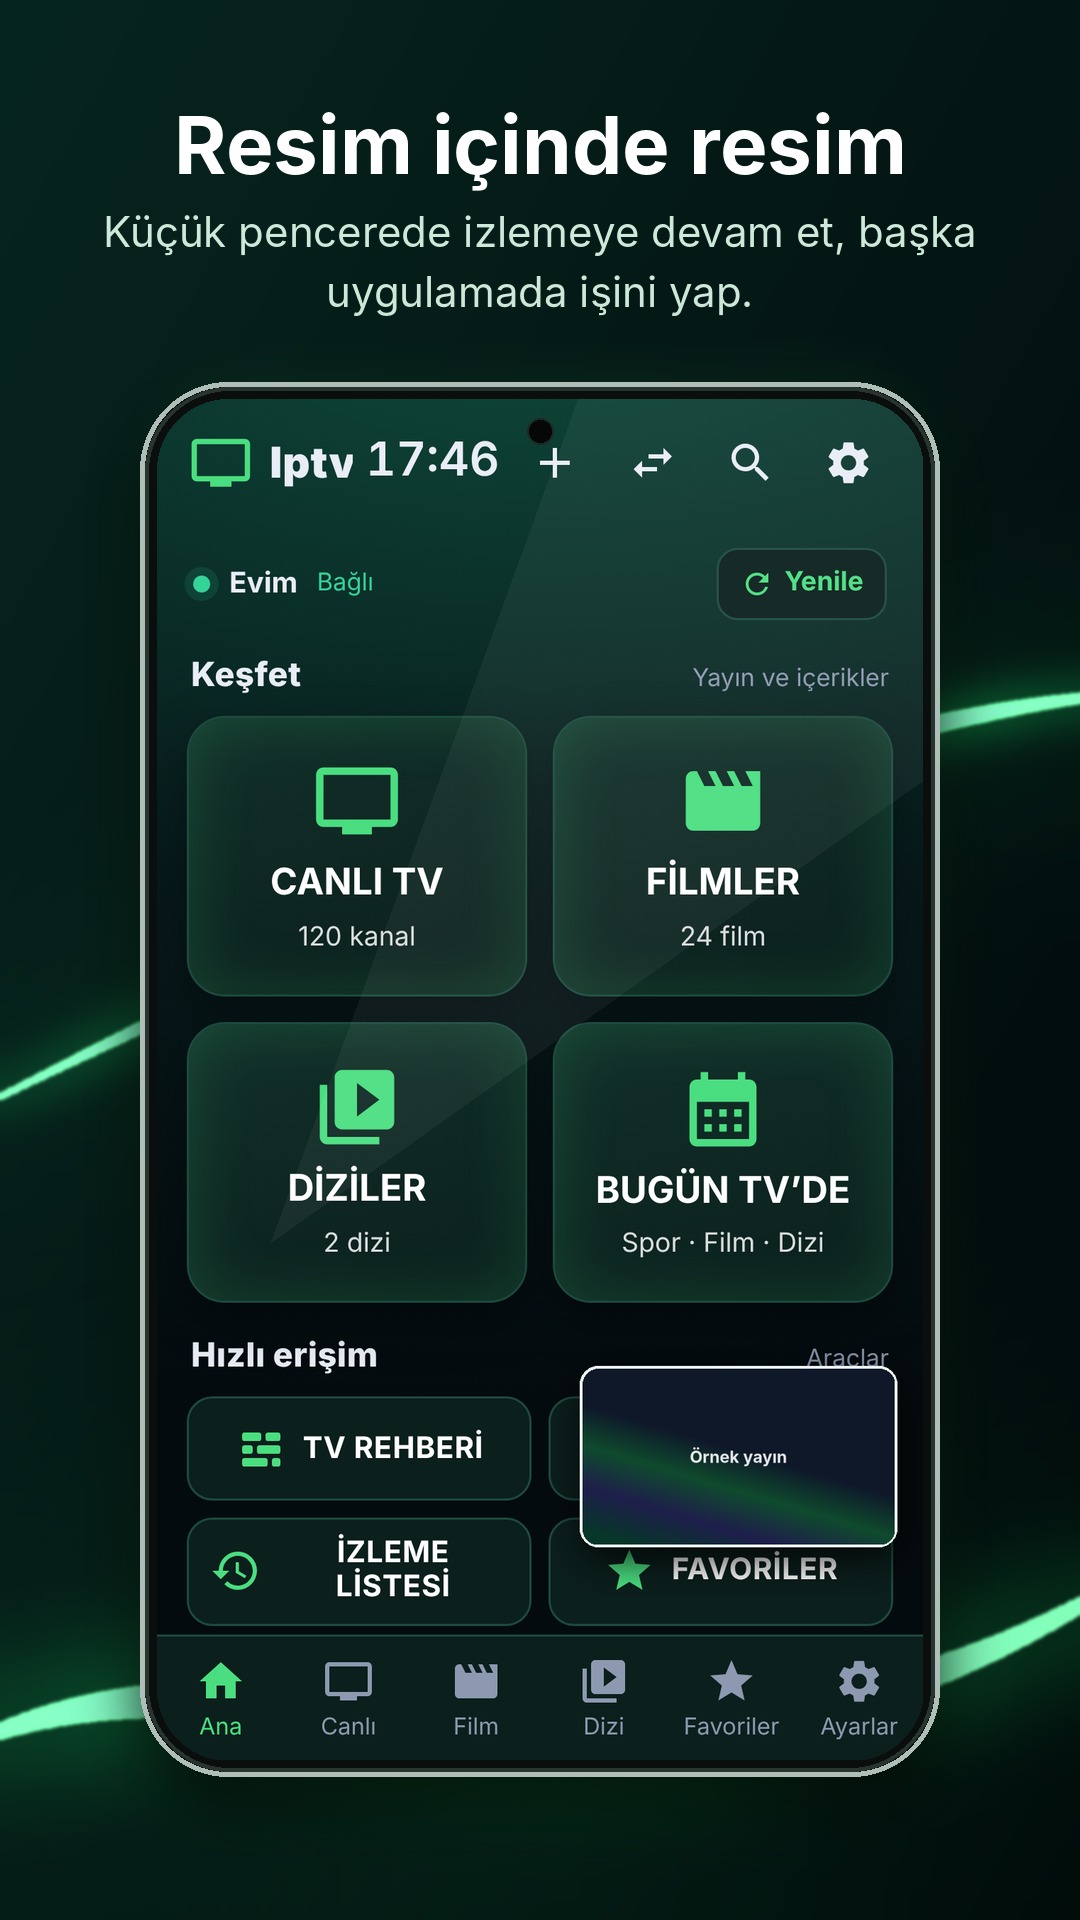 Resim içinde resim
Küçük pencerede izlemeye devam et, başka
uygulamada işini yap.
Iptv 17:46
Evim Bağlı
Yenile
Keşfet
Yayın ve içerikler
CANLI TV
120 kanal
FİLMLER
24 film
DİZİLER
2 dizi
BUGÜN TV’DE
Spor · Film · Dizi
Hızlı erişim
Araçlar
TV REHBERİ
Örnek yayın
İZLEME
LİSTESİ
FAVORİLER
Ana
Canlı
Film
Dizi
Favoriler
Ayarlar